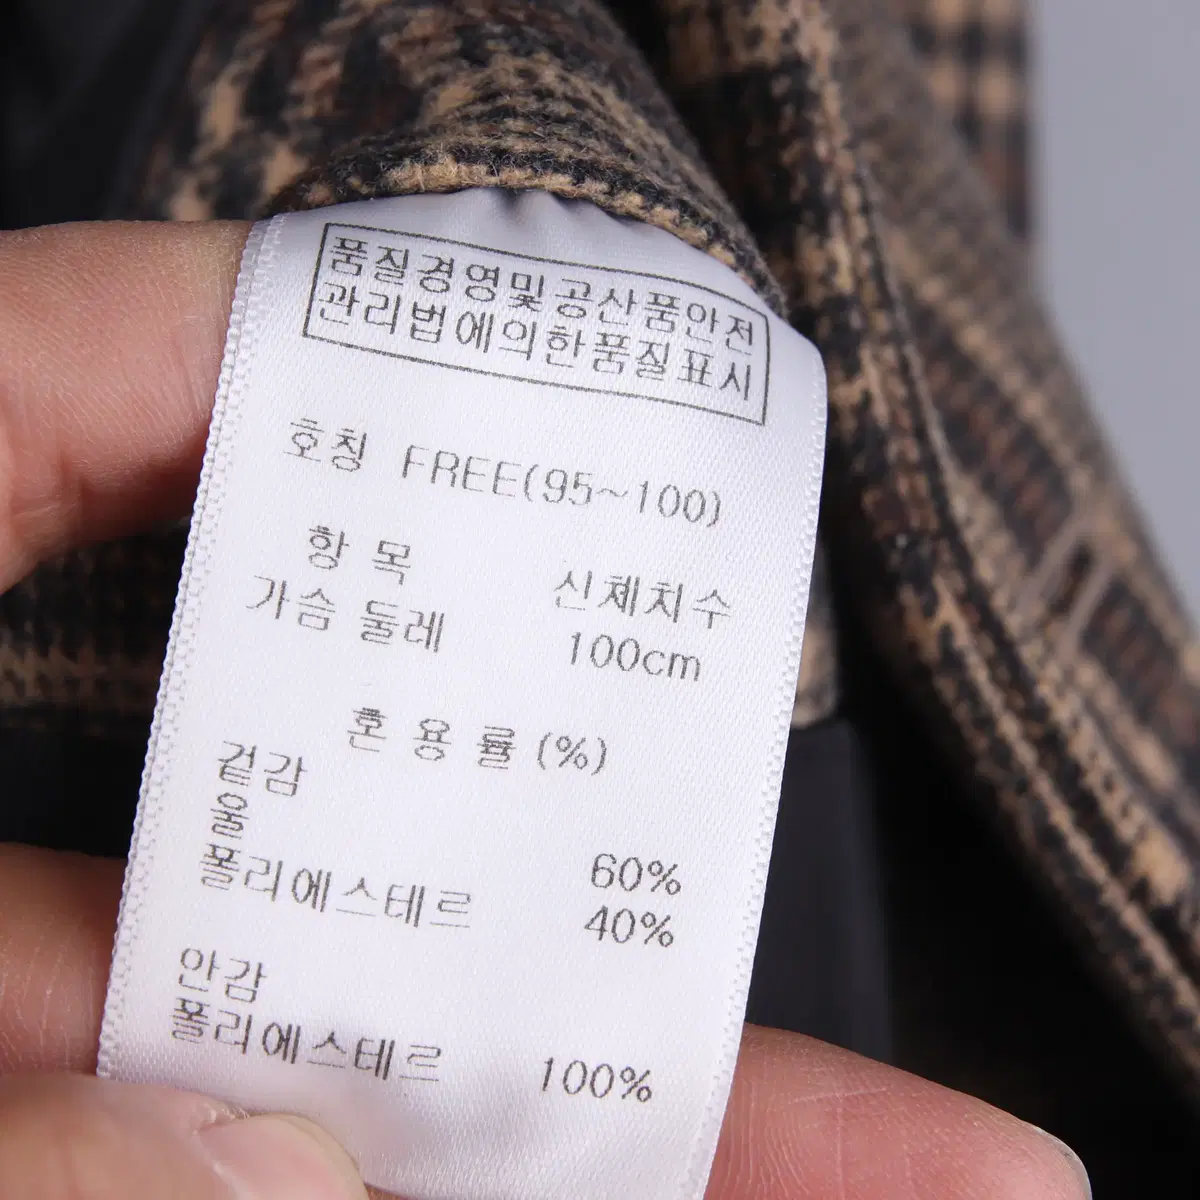 품질경영및공산품안전
관리법에의한품질표시
호칭 FREE(95~100)
항 목 신체치수
가슴 둘레 100cm
혼 용 률 (%)
겉감
울 60%
폴리에스테르 40%
안감
폴리에스테르 100%